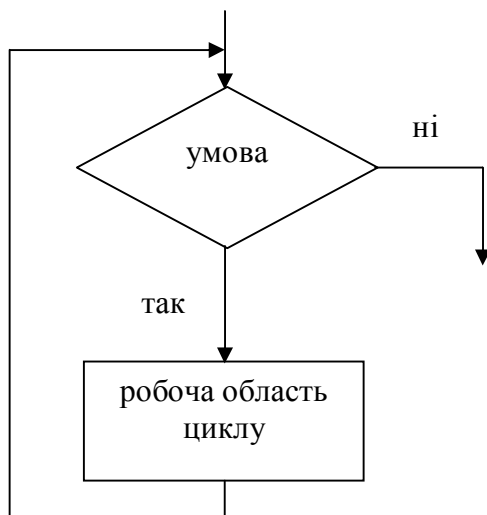 умова
ні
так
робоча область
циклу